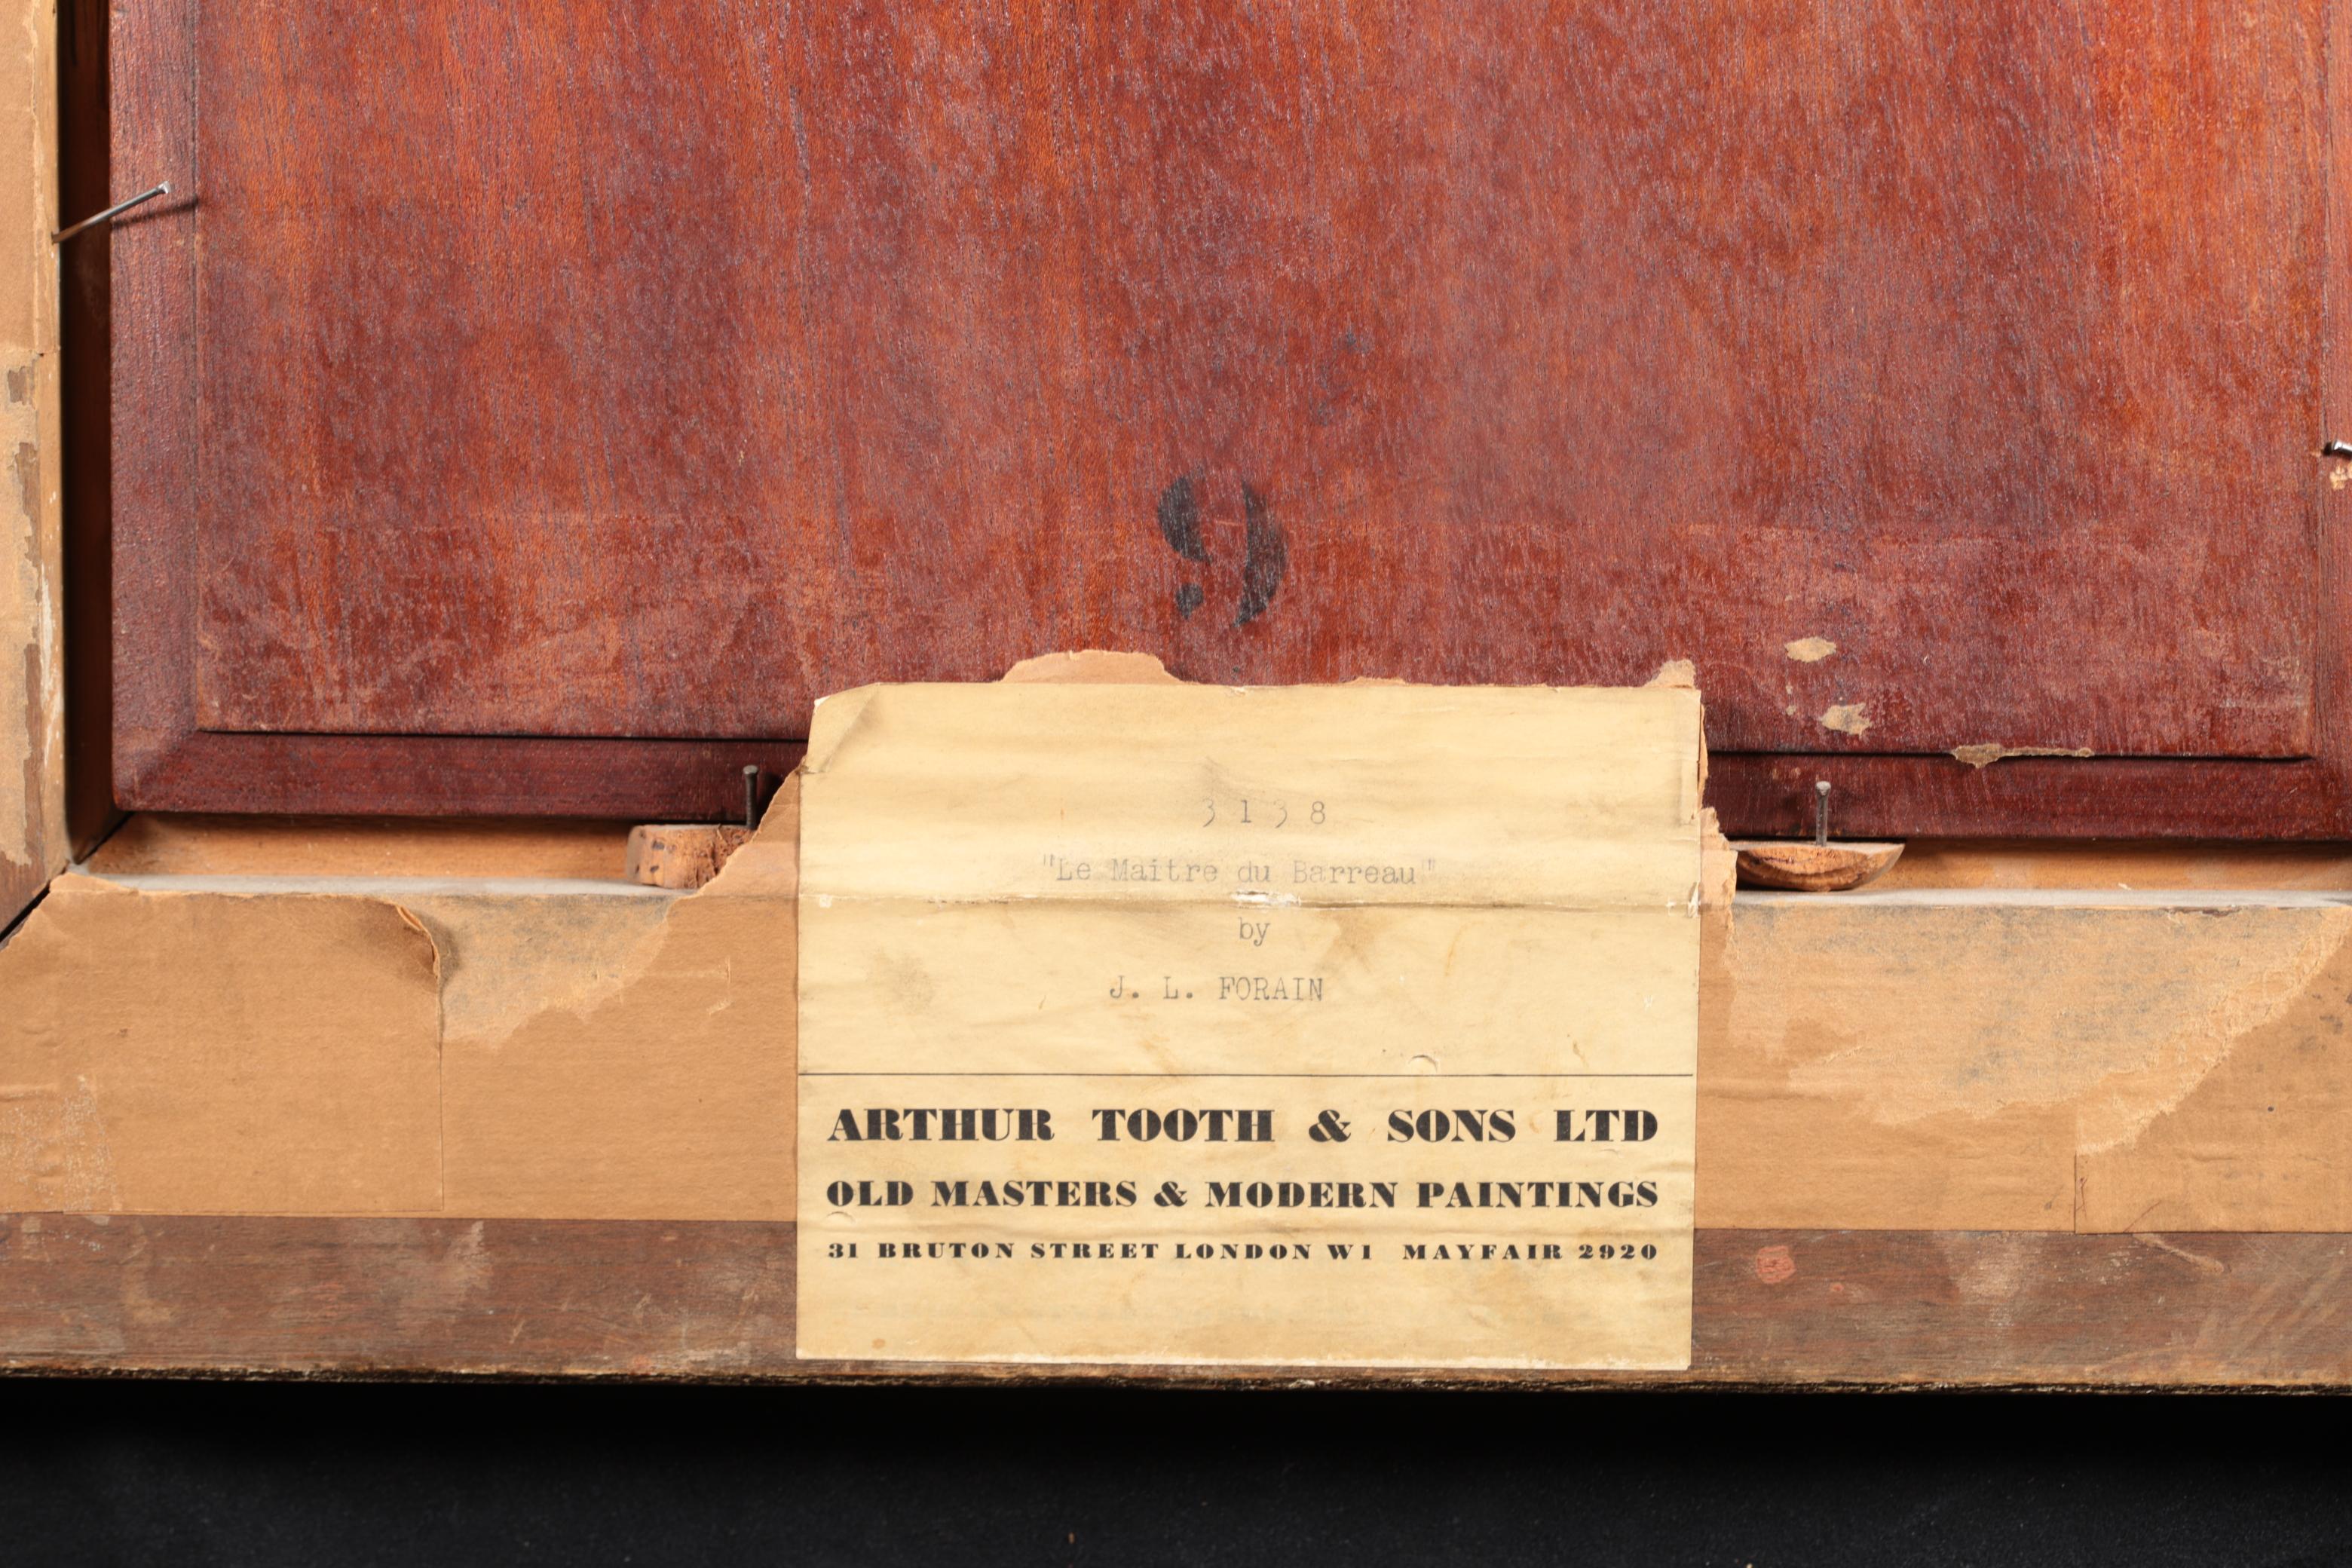 9
3138
"Le Maitre du Barreau"
by
J. L. FORAIN
ARTHUR TOOTH & SONS LTD
OLD MASTERS & MODERN PAINTINGS
31 BRUTON STREET LONDON W1 MAYFAIR 2920